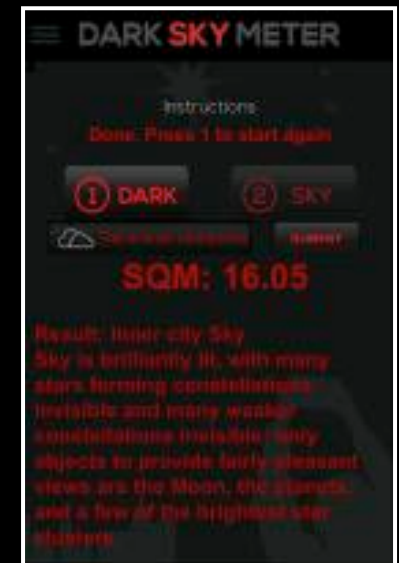 DARK SKY METER
Instructions
Done. Press 1 to start again
1 DARK
2 SKY
SUBMIT
SQM: 16.05
Result: Inner city Sky
Sky is brilliantly lit, with many
stars forming constellations
invisible and many weaker
constellations invisible. Only
objects to provide fairly pleasant
views are the Moon, the planets,
and a few of the brightest star
clusters